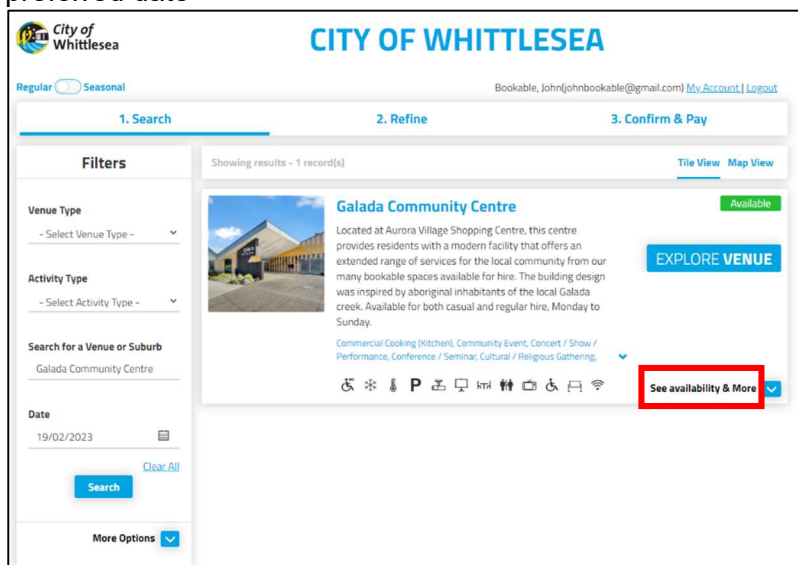 preferred date
City of
Whittlesea
CITY OF WHITTLESEA
Regular Seasonal
Bookable, John(johnbookable@gmail.com) My Account | Logout
1. Search
2. Refine
3. Confirm & Pay
Filters
Showing results - 1 record(s)
Tile View Map View
Venue Type
- Select Venue Type -
Activity Type
- Select Activity Type -
Search for a Venue or Suburb
Galada Community Centre
Date
19/02/2023
Clear All
Search
More Options
Galada Community Centre
Available
Located at Aurora Village Shopping Centre, this centre
provides residents with a modern facility that offers an
extended range of services for the local community from our
many bookable spaces available for hire. The building design
was inspired by aboriginal inhabitants of the local Galada
creek. Available for both casual and regular hire, Monday to
Sunday.
EXPLORE VENUE
Commercial Cooking (Kitchen), Community Event, Concert / Show /
Performance, Conference / Seminar, Cultural / Religious Gathering,
P
See availability & More